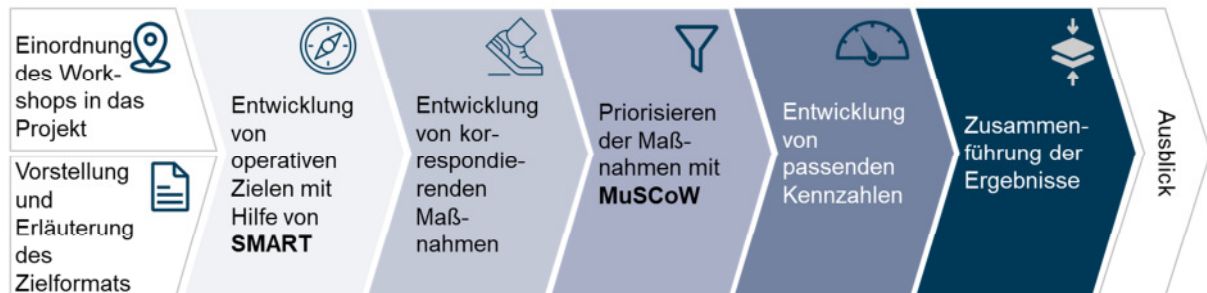 Einordnung
des Work-
shops in das
Projekt
Vorstellung
und
Erläuterung
des
Zielformats
Entwicklung
von
operativen
Zielen mit
Hilfe von
SMART
Entwicklung
von kor-
respondie-
renden
Maß-
nahmen
Priorisieren
der Maß-
nahmen mit
MuSCoW
Entwicklung
von
passenden
Kennzahlen
Zusammen-
führung der
Ergebnisse
Ausblick